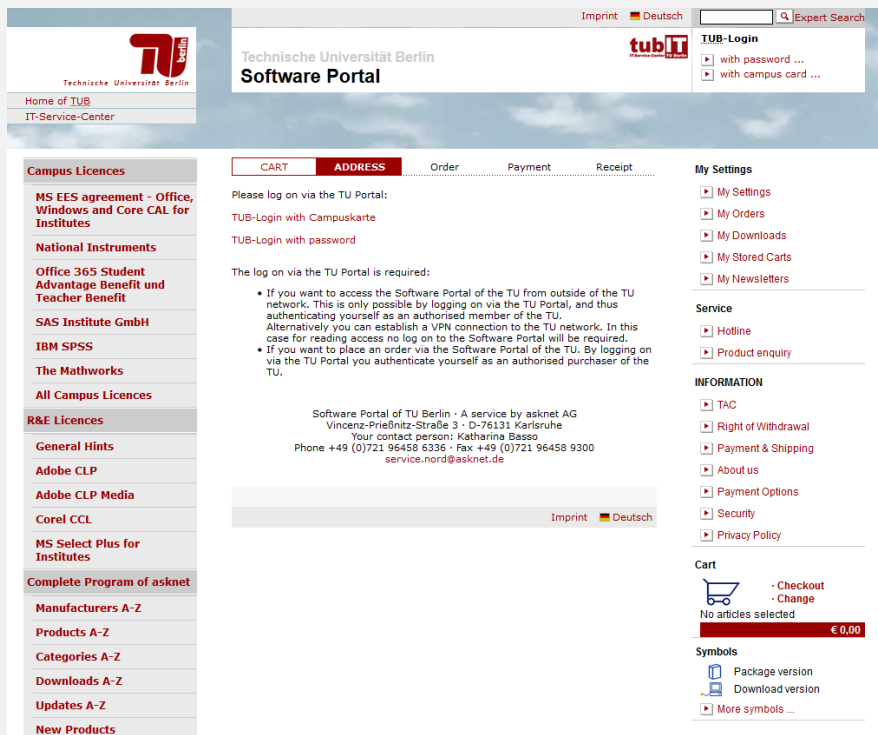 Imprint Deutsch
Expert Search
berlin
Technische Universität Berlin
Technische Universität Berlin
Software Portal
tubIT
IT-Service-Center TU Berlin
TUB-Login
with password ...
with campus card ...
Home of TUB
IT-Service-Center
Campus Licences
MS EES agreement - Office,
Windows and Core CAL for
Institutes
National Instruments
Office 365 Student
Advantage Benefit und
Teacher Benefit
SAS Institute GmbH
IBM SPSS
The Mathworks
All Campus Licences
R&E Licences
General Hints
Adobe CLP
Adobe CLP Media
Corel CCL
MS Select Plus for
Institutes
Complete Program of asknet
Manufacturers A-Z
Products A-Z
Categories A-Z
Downloads A-Z
Updates A-Z
New Products
CART ADDRESS Order Payment Receipt
Please log on via the TU Portal:
TUB-Login with Campuskarte
TUB-Login with password
The log on via the TU Portal is required:
• If you want to access the Software Portal of the TU from outside of the TU
network. This is only possible by logging on via the TU Portal, and thus
authenticating yourself as an authorised member of the TU.
Alternatively you can establish a VPN connection to the TU network. In this
case for reading access no log on to the Software Portal will be required.
• If you want to place an order via the Software Portal of the TU. By logging on
via the TU Portal you authenticate yourself as an authorised purchaser of the
TU.
Software Portal of TU Berlin · A service by asknet AG
Vincenz-Prießnitz-Straße 3 · D-76131 Karlsruhe
Your contact person: Katharina Basso
Phone +49 (0)721 96458 6336 · Fax +49 (0)721 96458 9300
service.nord@asknet.de
Imprint Deutsch
My Settings
My Settings
My Orders
My Downloads
My Stored Carts
My Newsletters
Service
Hotline
Product enquiry
INFORMATION
TAC
Right of Withdrawal
Payment & Shipping
About us
Payment Options
Security
Privacy Policy
Cart
· Checkout
· Change
No articles selected
€ 0,00
Symbols
Package version
Download version
More symbols ...